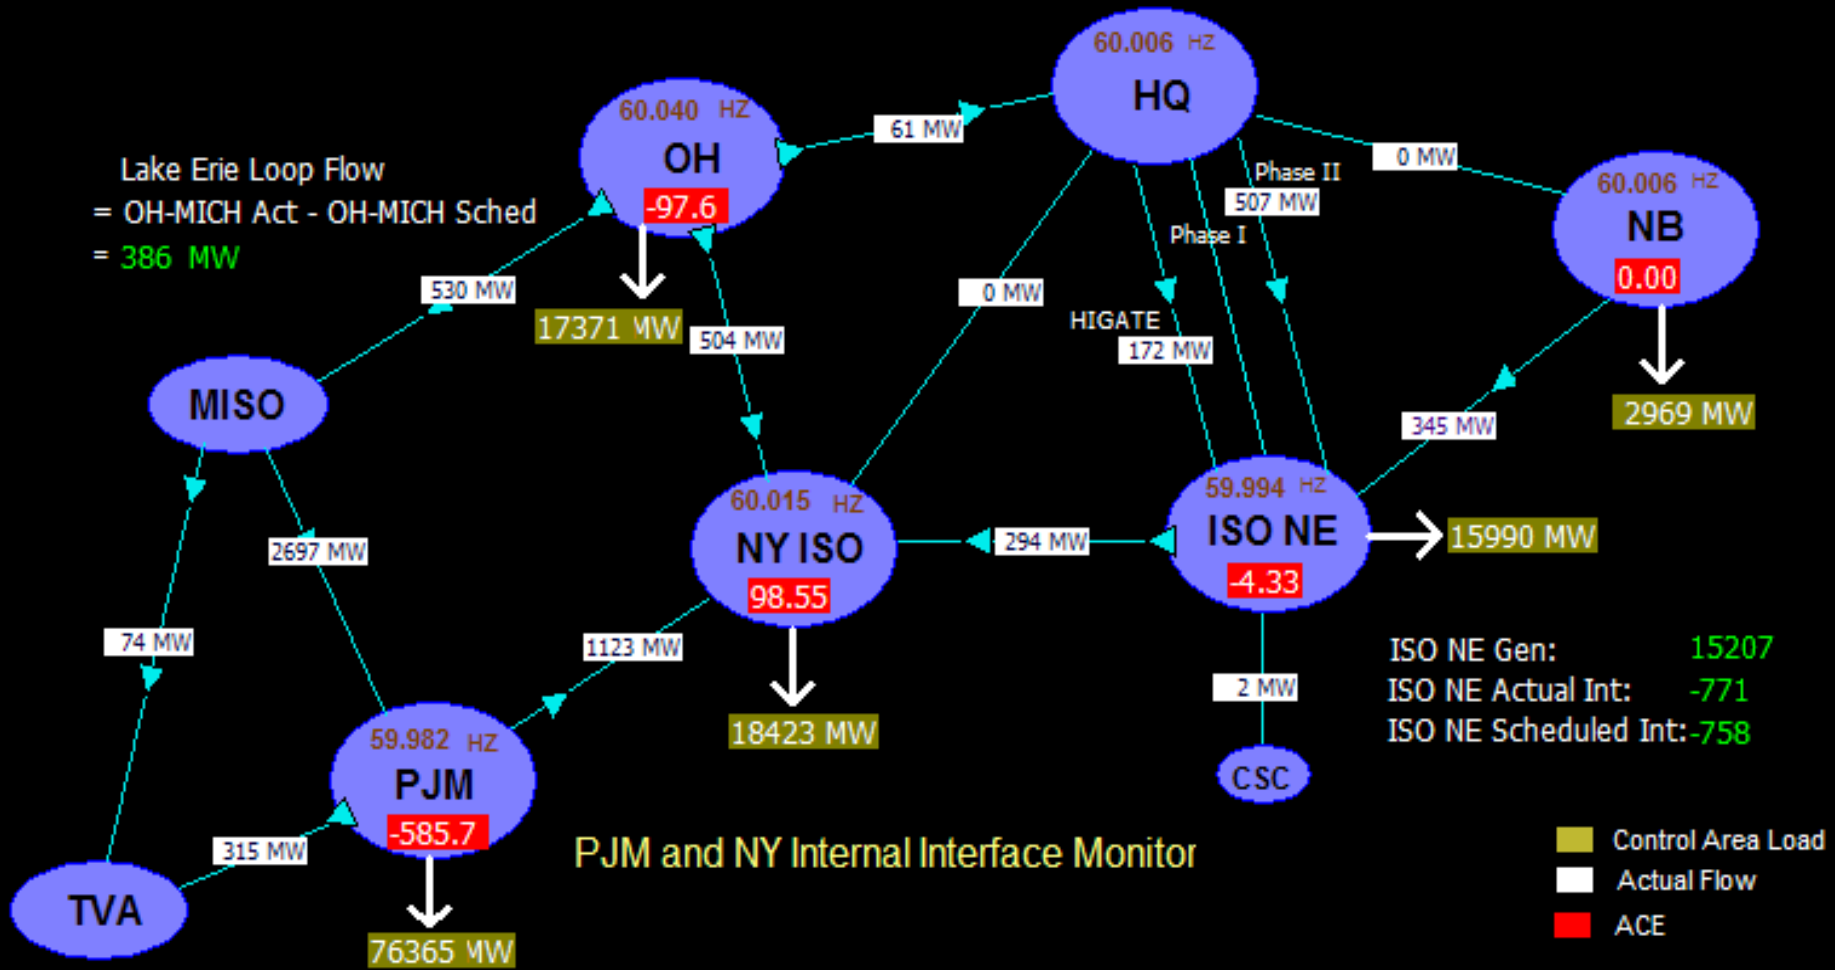 60.006 HZ
HQ
60.040 HZ
OH
-97.6
61 MW
0 MW
60.006 HZ
NB
0.00
Lake Erie Loop Flow
= OH-MICH Act - OH-MICH Sched
= 386 MW
Phase II
507 MW
Phase I
530 MW
17371 MW
504 MW
0 MW
HIGATE
172 MW
345 MW
2969 MW
MISO
60.015 HZ
NY ISO
98.55
294 MW
59.994 HZ
ISO NE
-4.33
15990 MW
2697 MW
74 MW
1123 MW
18423 MW
2 MW
CSC
ISO NE Gen: 15207
ISO NE Actual Int: -771
ISO NE Scheduled Int: -758
59.982 HZ
PJM
-585.7
315 MW
TVA
76365 MW
PJM and NY Internal Interface Monitor
Control Area Load
Actual Flow
ACE